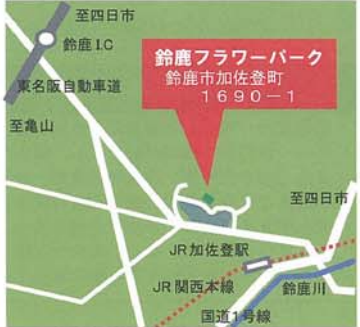 至四日市
鈴鹿I.C
東名阪自動車道
至亀山
鈴鹿フラワーパーク
鈴鹿市加佐登町
1690−1
至四日市
JR加佐登駅
JR関西本線
鈴鹿川
国道1号線